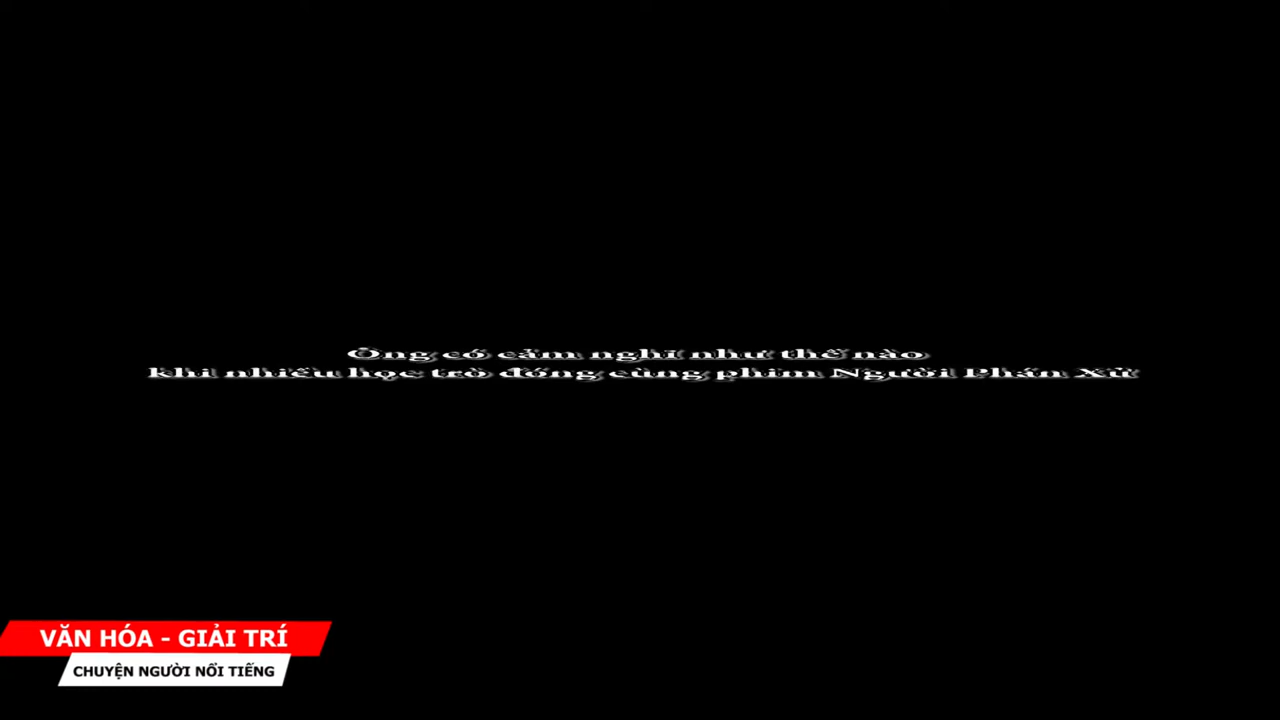 Ông có cảm nghĩ như thế nào
khi nhiều học trò đóng cùng phim Người Phán Xử
VĂN HÓA - GIẢI TRÍ
CHUYỆN NGƯỜI NỔI TIẾNG